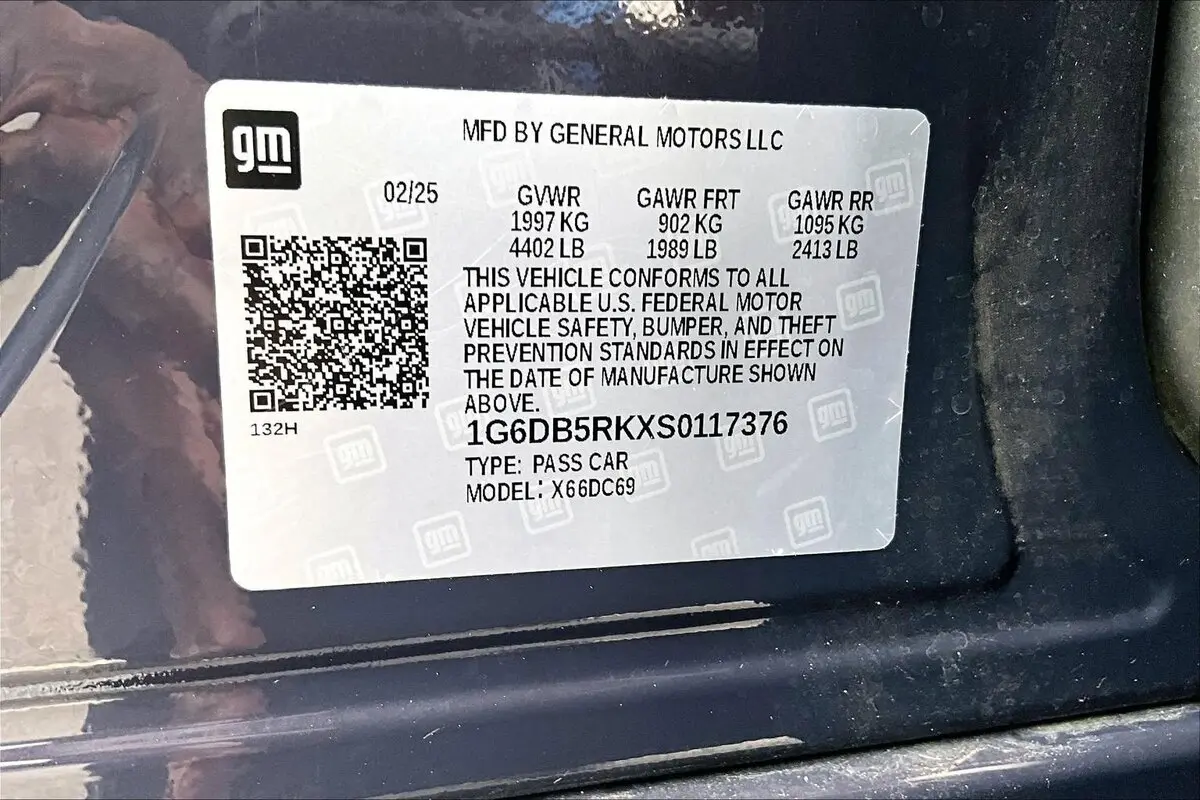 gm
MFD BY GENERAL MOTORS LLC
02/25 GVWR GAWR FRT GAWR RR
1997 KG 902 KG 1095 KG
4402 LB 1989 LB 2413 LB
THIS VEHICLE CONFORMS TO ALL
APPLICABLE U.S. FEDERAL MOTOR
VEHICLE SAFETY, BUMPER, AND THEFT
PREVENTION STANDARDS IN EFFECT ON
THE DATE OF MANUFACTURE SHOWN
ABOVE.
132H
1G6DB5RKXS0117376
TYPE: PASS CAR
MODEL: X66DC69